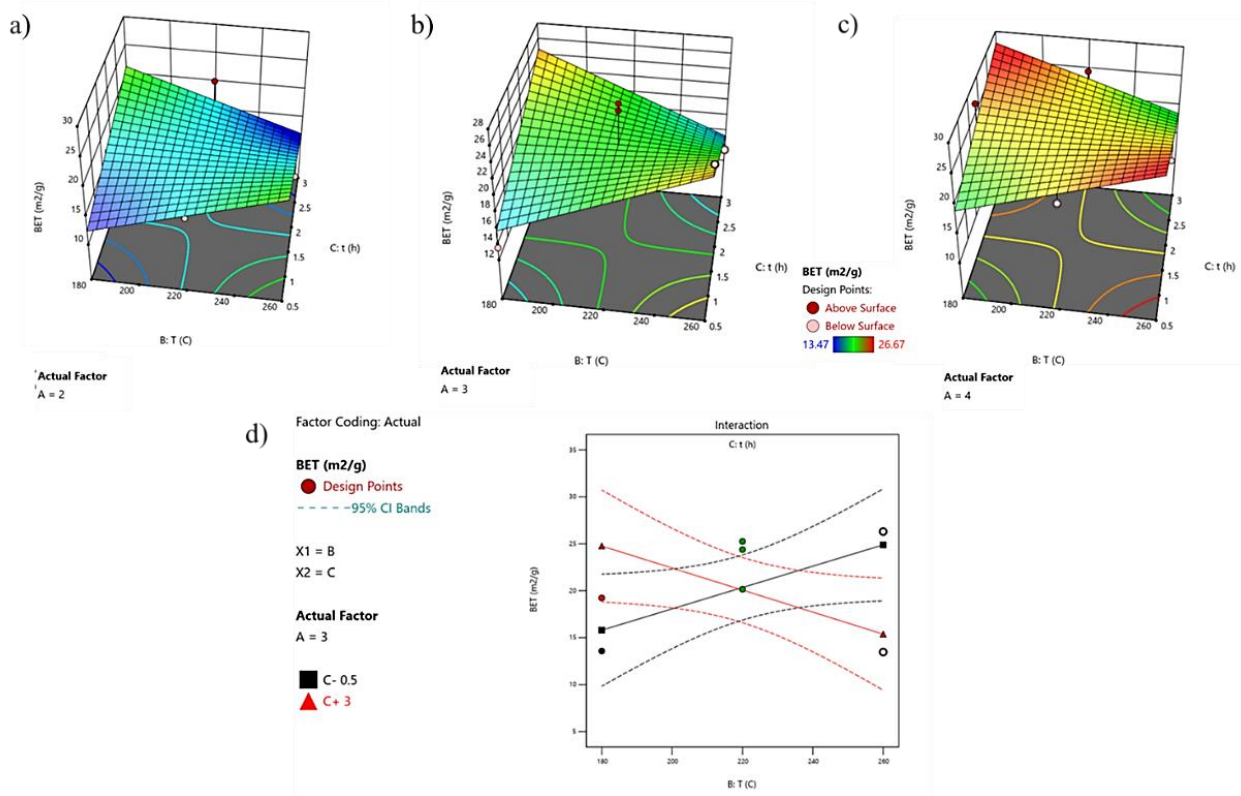 a)
30
25
20
15
10
BET (m2/g)
180
200
220
240
260
B: T (C)
3
2.5
2
1.5
1
0.5
C: t (h)
Actual Factor
A = 2
b)
28
26
24
22
20
18
16
14
12
BET (m2/g)
180
200
220
240
260
B: T (C)
3
2.5
2
1.5
1
0.5
C: t (h)
Actual Factor
A = 3
BET (m2/g)
Design Points:
Above Surface
Below Surface
13.47 26.67
c)
30
25
20
15
10
BET (m2/g)
180
200
220
240
260
B: T (C)
3
2.5
2
1.5
1
0.5
C: t (h)
Actual Factor
A = 4
d)
Factor Coding: Actual
BET (m2/g)
Design Points
95% CI Bands
X1 = B
X2 = C
Actual Factor
A = 3
C- 0.5
C+ 3
Interaction
C: t (h)
35
30
25
20
15
10
5
BET (m2/g)
180 200 220 240 260
B: T (C)